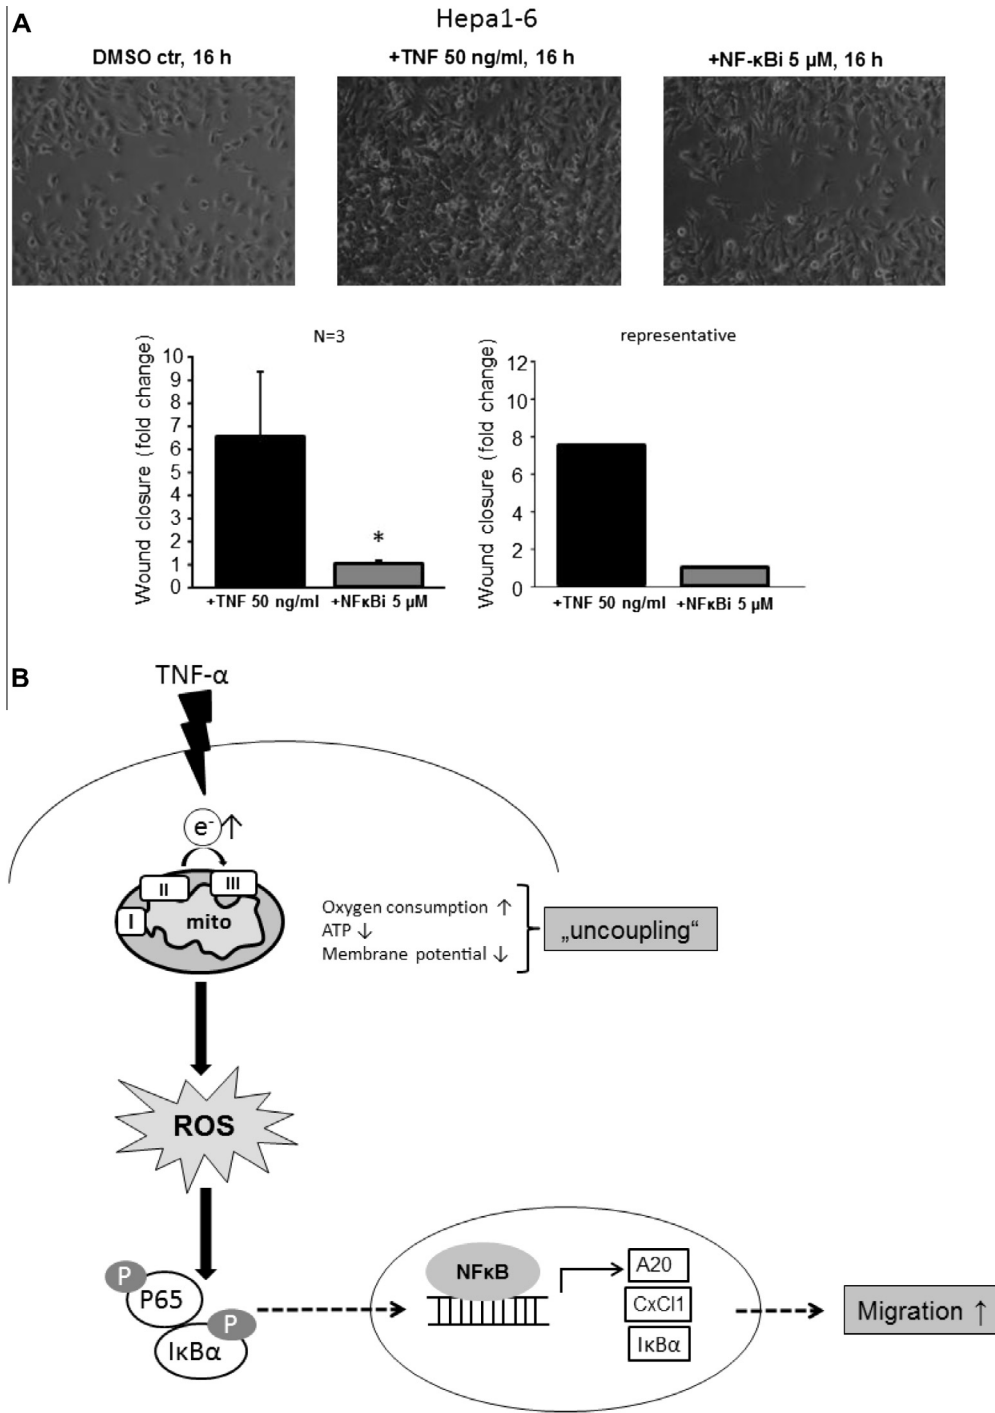 A
Hepa1-6
DMSO ctr, 16 h
+TNF 50 ng/ml, 16 h
+NF-κBi 5 µM, 16 h
N=3
Wound closure (fold change)
10
9
8
7
6
5
4
3
2
1
0
*
+TNF 50 ng/ml
+NFκBi 5 µM
representative
Wound closure (fold change)
12
10
8
6
4
2
0
+TNF 50 ng/ml
+NFκBi 5 µM
B
TNF-α
e- ↑
I
II
III
mito
Oxygen consumption ↑
ATP ↓
Membrane potential ↓
„uncoupling“
ROS
P
P65
P
IκBα
NFκB
A20
CxCl1
IκBα
Migration ↑